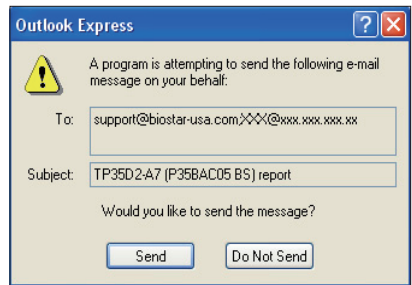 Outlook Express
A program is attempting to send the following e-mail
message on your behalf:
To: support@biostar-usa.com;XXX@xxx.xxx.xxx.xx
Subject: TP35D2-A7 (P35BAC05 BS) report
Would you like to send the message?
Send Do Not Send